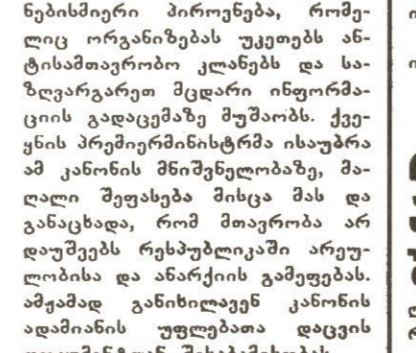 ნებისმიერი პიროვნება, რომე-
ლიც ორგანიზებას უკეთებს ან-
ტისამთავრობო კლანებს და სა-
ზღვარგარეთ მცდარი ინფორმა-
ციის გადაცემაზე მუშაობს. ქვე-
ყნის პრემიერმინისტრმა ისაუბრა
ამ კანონის მნიშვნელობაზე, მა-
ღალი შეფასება მისცა მას და
განაცხადა, რომ მთავრობა არ
დაუშვებს რესპუბლიკაში არეუ-
ლობისა და ანარქიის გამეფებას.
ამჟამად განიხილავენ კანონის
ადამიანის უფლებათა დაცვის